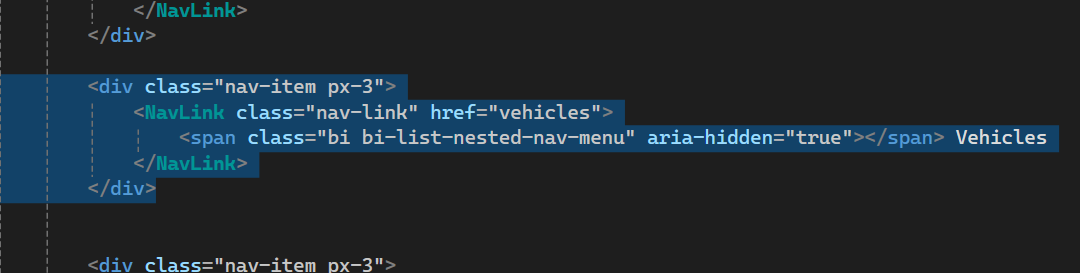 </NavLink>
</div>
<div class="nav-item px-3">
<NavLink class="nav-link" href="vehicles">
<span class="bi bi-list-nested-nav-menu" aria-hidden="true"></span> Vehicles
</NavLink>
</div>
<div class="nav-item px-3">